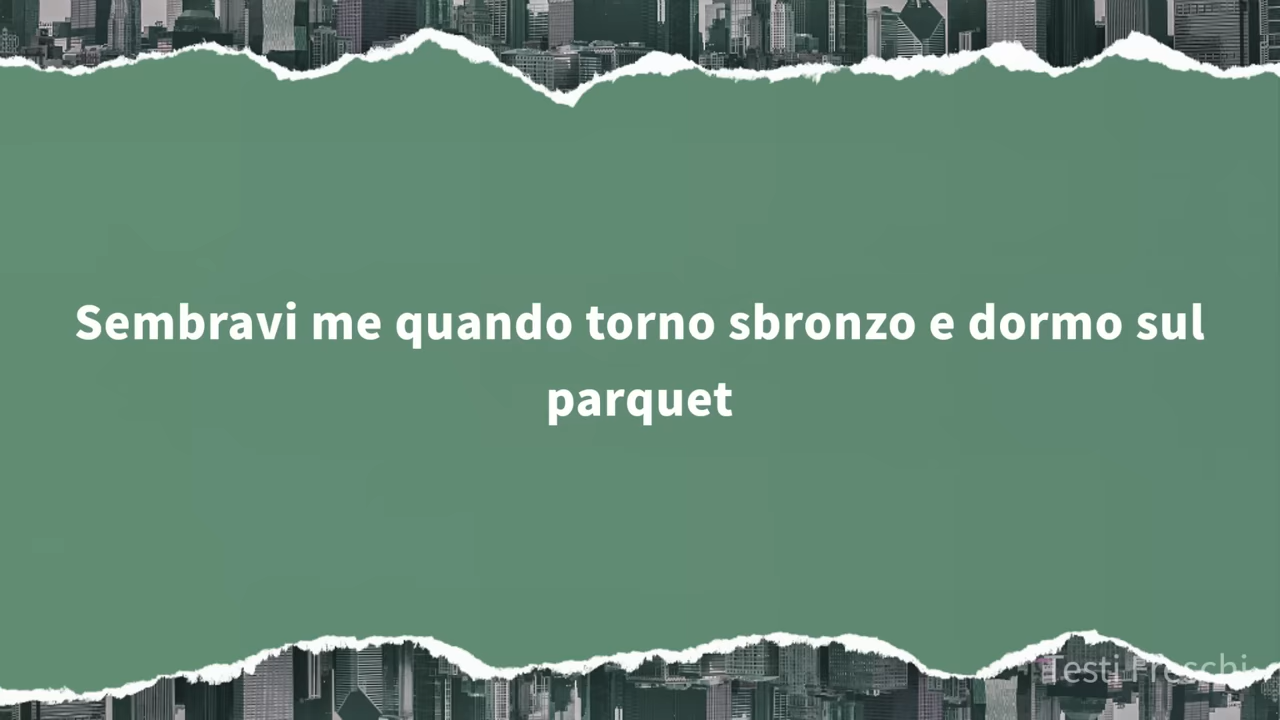 Sembravi me quando torno sbronzo e dormo sul
parquet
Testi Freschi